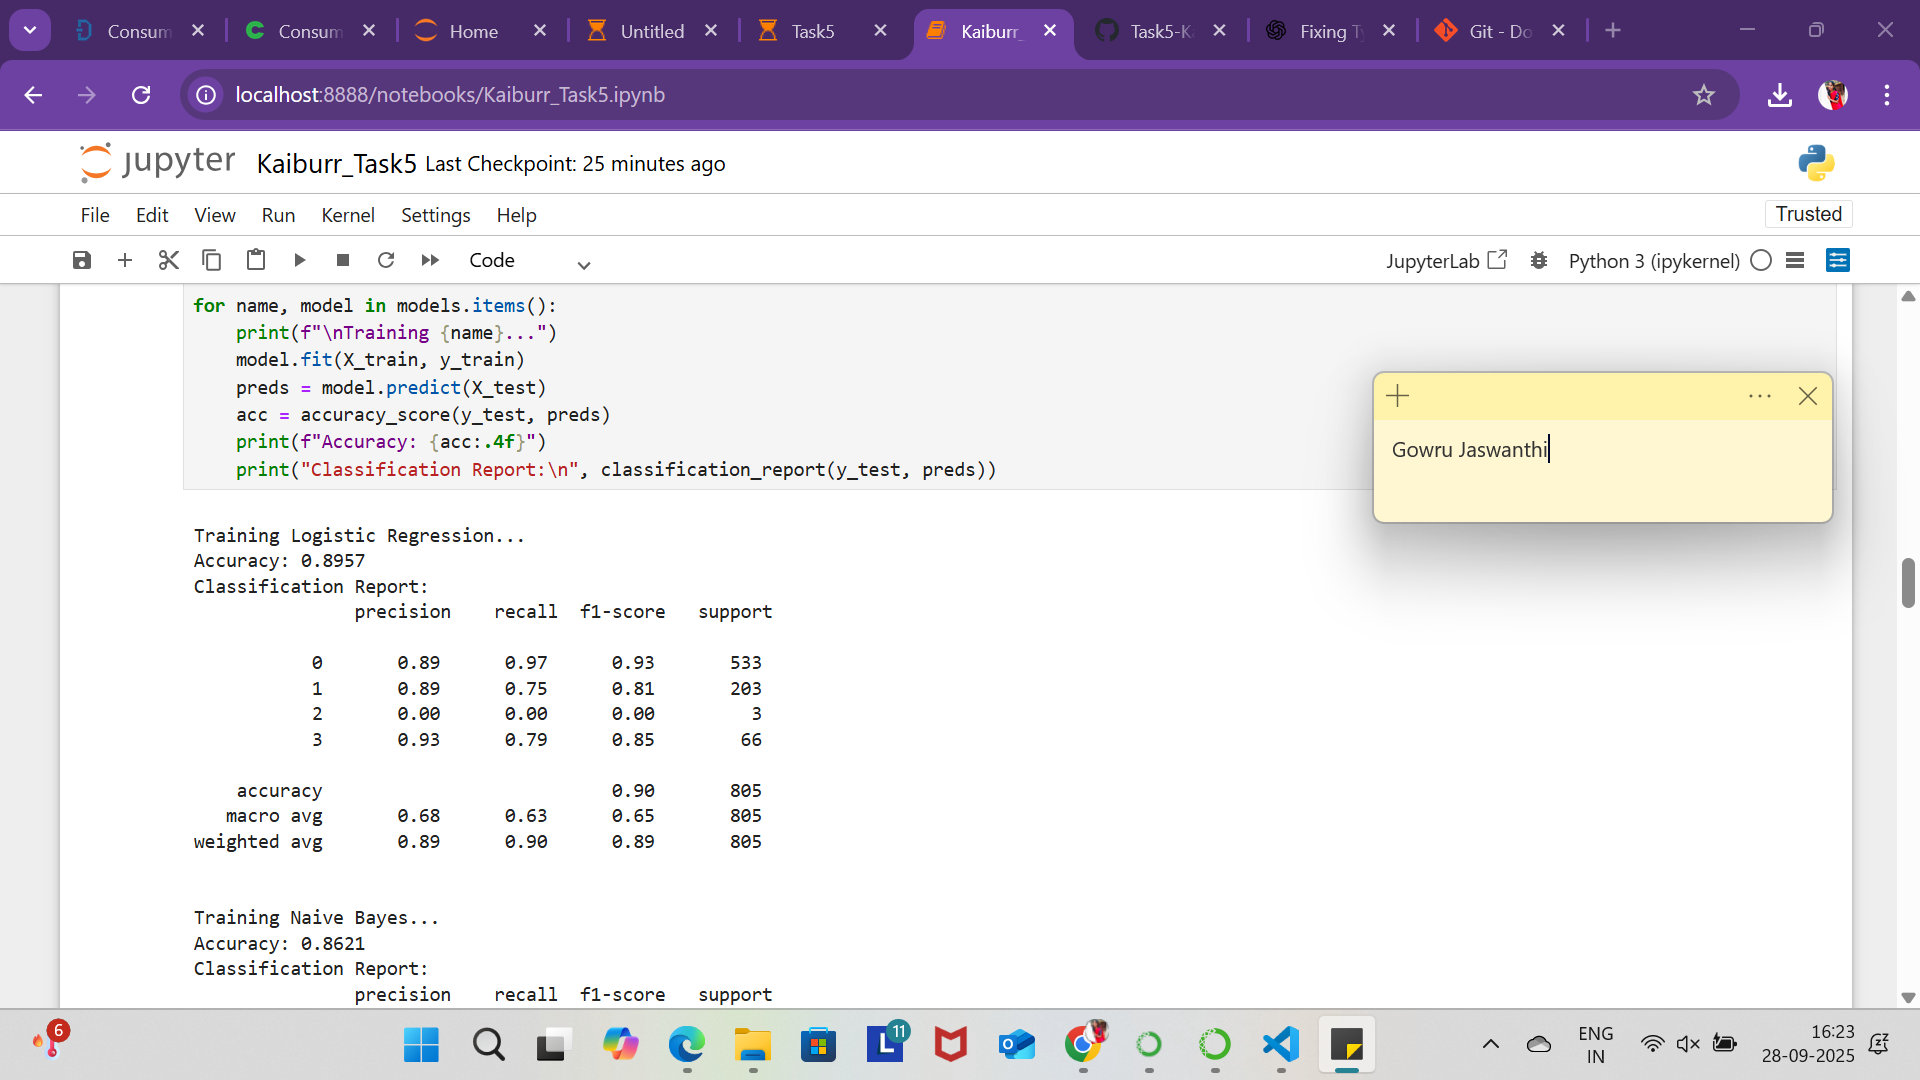 Consum
Consum
Home
Untitled
Task5
Kaiburr_
Task5-K
Fixing T
Git - Do
localhost:8888/notebooks/Kaiburr_Task5.ipynb
jupyter Kaiburr_Task5 Last Checkpoint: 25 minutes ago
File Edit View Run Kernel Settings Help
Trusted
Code
JupyterLab
Python 3 (ipykernel)
for name, model in models.items():
    print(f"\nTraining {name}...")
    model.fit(X_train, y_train)
    preds = model.predict(X_test)
    acc = accuracy_score(y_test, preds)
    print(f"Accuracy: {acc:.4f}")
    print("Classification Report:\n", classification_report(y_test, preds))
Gowru Jaswanthi
Training Logistic Regression...
Accuracy: 0.8957
Classification Report:
               precision    recall  f1-score   support
           0       0.89      0.97      0.93       533
           1       0.89      0.75      0.81       203
           2       0.00      0.00      0.00         3
           3       0.93      0.79      0.85        66
    accuracy                           0.90       805
   macro avg       0.68      0.63      0.65       805
weighted avg       0.89      0.90      0.89       805
Training Naive Bayes...
Accuracy: 0.8621
Classification Report:
               precision    recall  f1-score   support
6
L
11
ENG
IN
16:23
28-09-2025